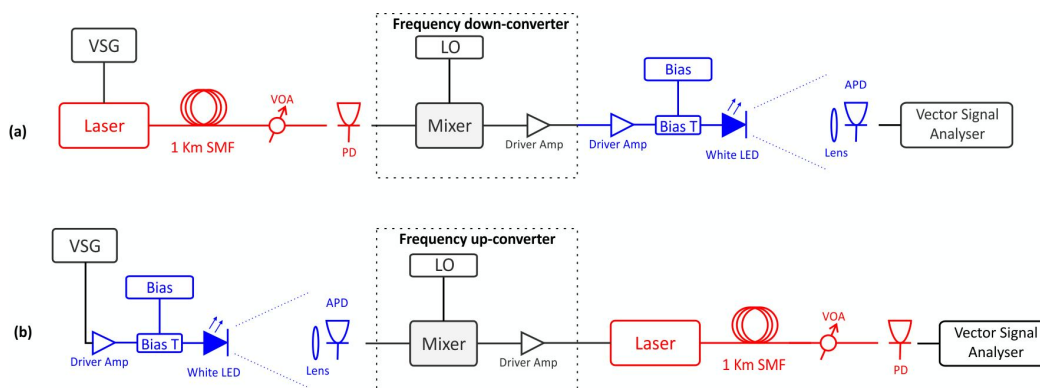 Frequency down-converter
VSG
LO
Bias
APD
VOA
(a)
Laser
Mixer
Bias T
Vector Signal
Analyser
1 Km SMF
PD
Driver Amp
Driver Amp
White LED
Lens
Frequency up-converter
VSG
LO
Bias
APD
VOA
(b)
Bias T
Mixer
Laser
Vector Signal
Analyser
Driver Amp
White LED
Lens
Driver Amp
1 Km SMF
PD